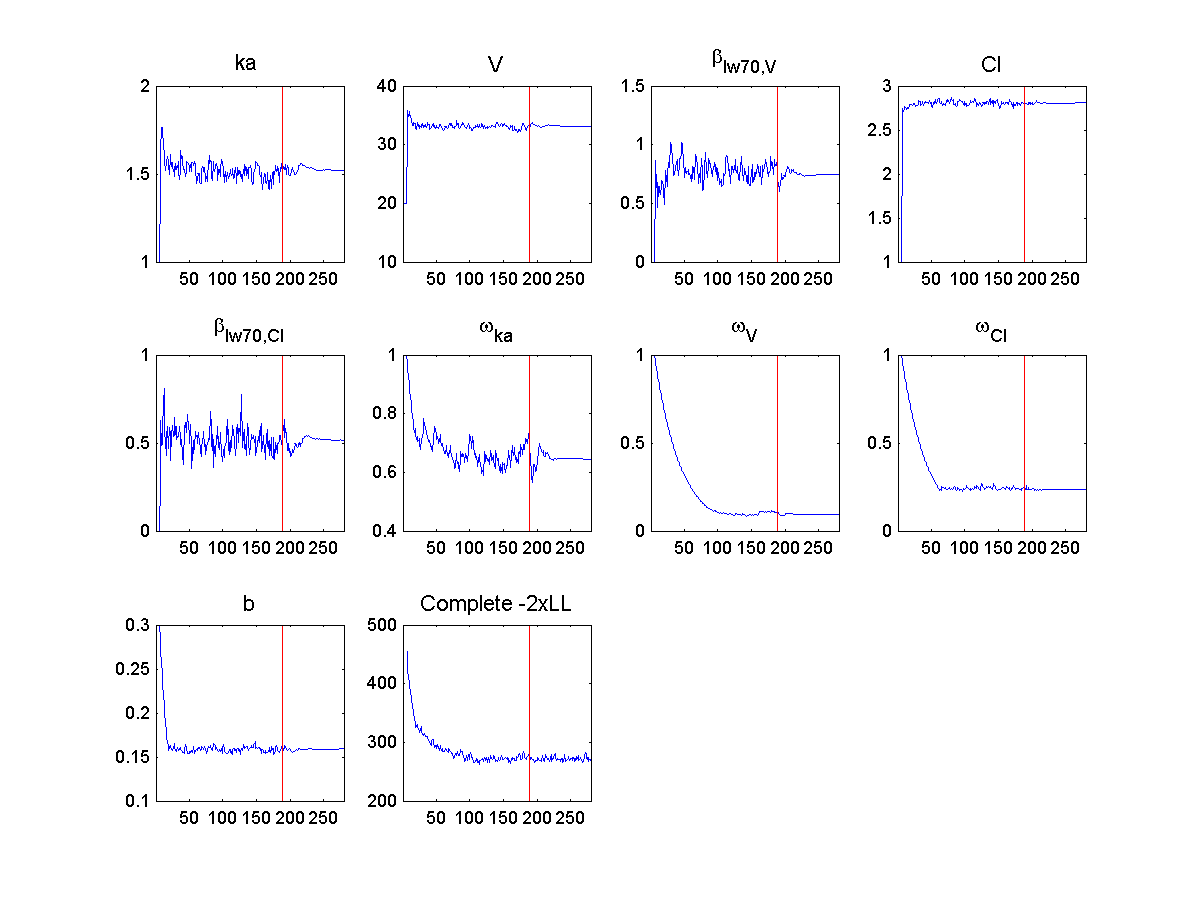 ka V β lw70,V Cl
2 40 1.5 3
1.5 30 1 2.5
2
20 0.5 1.5
1 10 0 1
50 100 150 200 250 50 100 150 200 250 50 100 150 200 250 50 100 150 200 250
β lw70,Cl ω ka ω V ω Cl
1 1 1 1
0.8
0.5 0.5 0.5
0.6
0 0.4 0 0
50 100 150 200 250 50 100 150 200 250 50 100 150 200 250 50 100 150 200 250
b Complete -2xLL
0.3 500
0.25 400
0.2 300
0.15
0.1 200
50 100 150 200 250 50 100 150 200 250